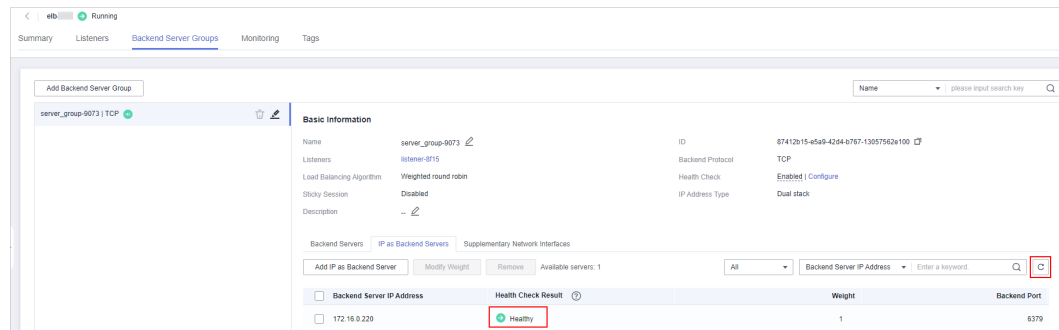 elb- Running
Summary Listeners Backend Server Groups Monitoring Tags
Add Backend Server Group Name please input search key
server_group-9073 | TCP
Basic Information
Name server_group-9073 ID 87412b15-e5a9-42d4-b767-13057562e100
Listeners listener-8f15 Backend Protocol TCP
Load Balancing Algorithm Weighted round robin Health Check Enabled | Configure
Sticky Session Disabled IP Address Type Dual stack
Description --
Backend Servers IP as Backend Servers Supplementary Network Interfaces
Add IP as Backend Server Modify Weight Remove Available servers: 1 All Backend Server IP Address Enter a keyword.
Backend Server IP Address Health Check Result Weight Backend Port
172.16.0.220 Healthy 1 6379